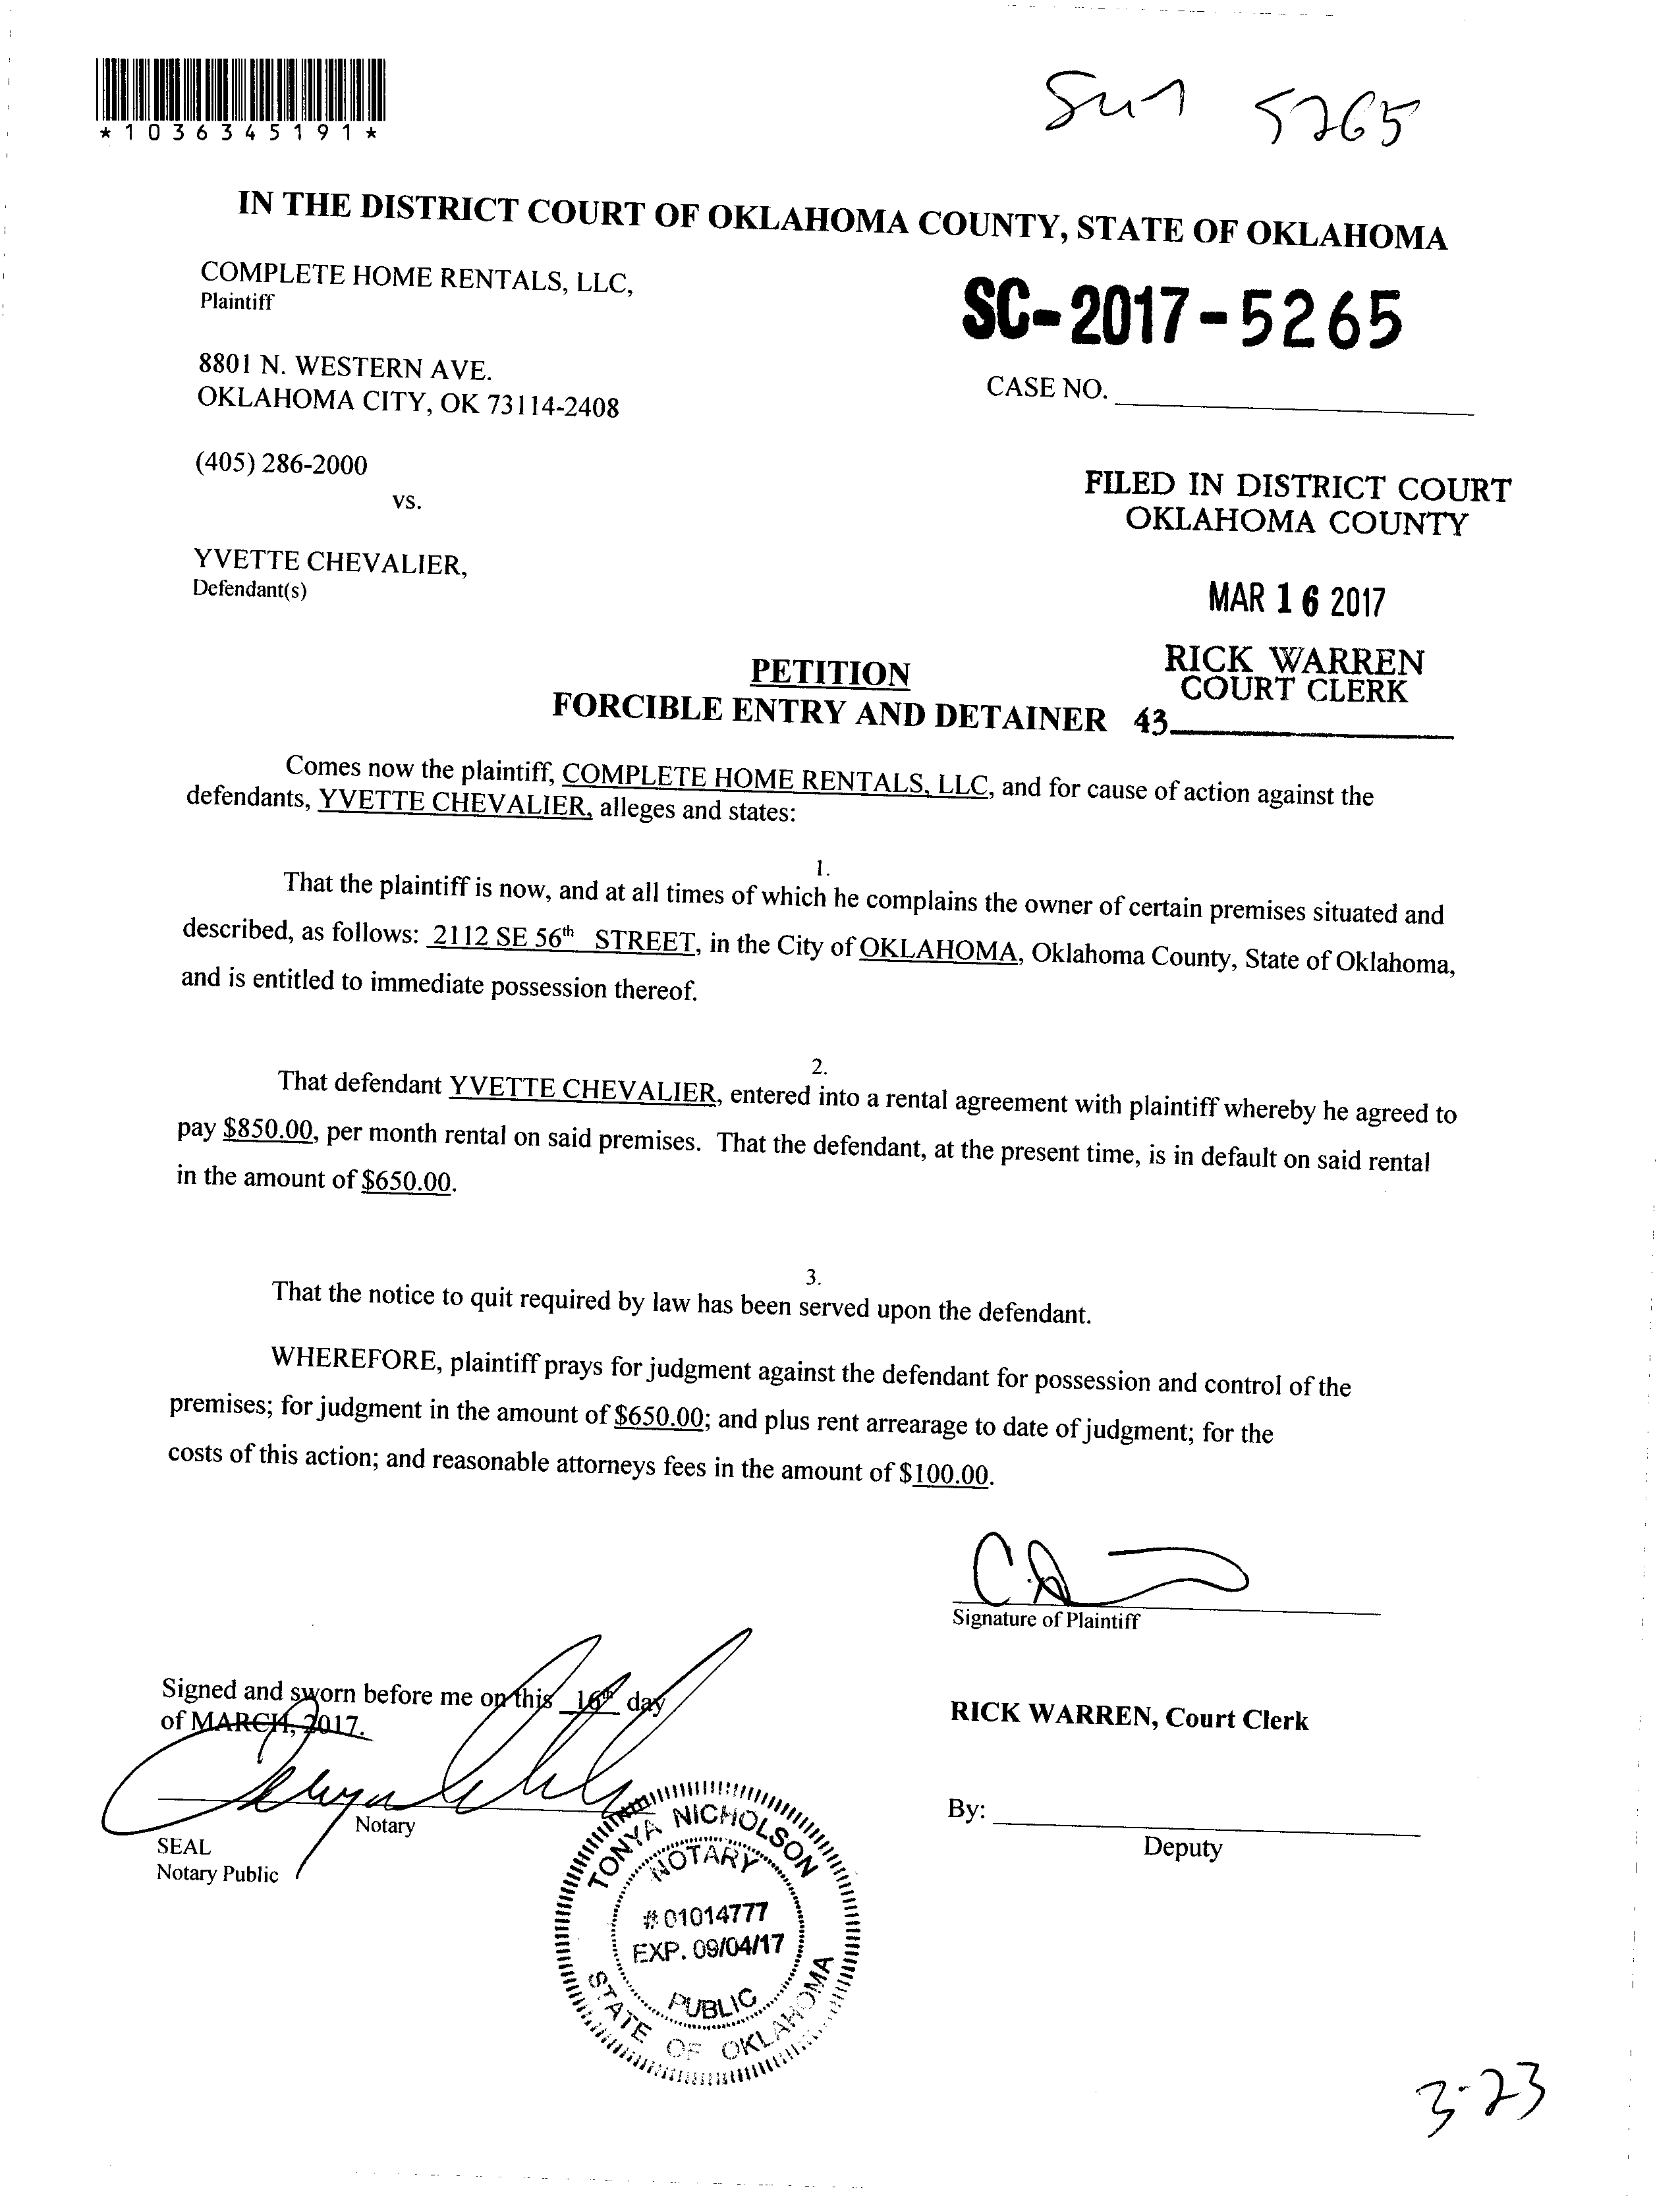 *1036345191*
5265
IN THE DISTRICT COURT OF OKLAHOMA COUNTY, STATE OF OKLAHOMA
COMPLETE HOME RENTALS, LLC,
Plaintiff
SC-2017-5265
8801 N. WESTERN AVE.
OKLAHOMA CITY, OK 73114-2408
CASE NO.
(405) 286-2000
vs.
FILED IN DISTRICT COURT
OKLAHOMA COUNTY
YVETTE CHEVALIER,
Defendant(s)
MAR 16 2017
RICK WARREN
COURT CLERK
43
PETITION
FORCIBLE ENTRY AND DETAINER
Comes now the plaintiff, COMPLETE HOME RENTALS, LLC, and for cause of action against the
defendants, YVETTE CHEVALIER, alleges and states:
1.
That the plaintiff is now, and at all times of which he complains the owner of certain premises situated and
described, as follows: 2112 SE 56th STREET, in the City of OKLAHOMA, Oklahoma County, State of Oklahoma,
and is entitled to immediate possession thereof.
2.
That defendant YVETTE CHEVALIER, entered into a rental agreement with plaintiff whereby he agreed to
pay $850.00, per month rental on said premises. That the defendant, at the present time, is in default on said rental
in the amount of $650.00.
3.
That the notice to quit required by law has been served upon the defendant.
WHEREFORE, plaintiff prays for judgment against the defendant for possession and control of the
premises; for judgment in the amount of $650.00; and plus rent arrearage to date of judgment; for the
costs of this action; and reasonable attorneys fees in the amount of $100.00.
Signature of Plaintiff
Signed and sworn before me on this 16th day
of MARCH, 2017.
RICK WARREN, Court Clerk
Notary
SEAL
Notary Public
By:
Deputy
TONYA NICHOLSON
NOTARY
#01014777
EXP. 09/04/17
PUBLIC
STATE OF OKLAHOMA
3-23